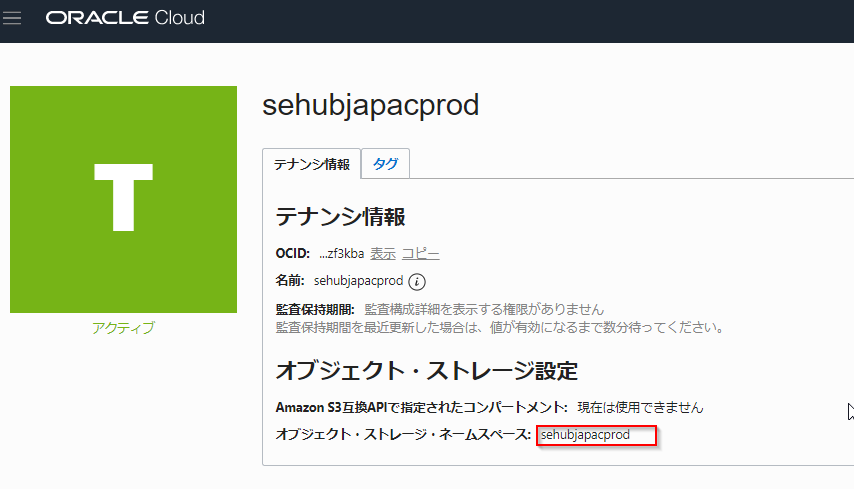 ORACLE Cloud
T
アクティブ
sehubjapacprod
テナンシ情報 タグ
テナンシ情報
OCID: ...zf3kba 表示 コピー
名前: sehubjapacprod i
監査保持期間: 監査構成詳細を表示する権限がありません
監査保持期間を最近更新した場合は、値が有効になるまで数分待ってください。
オブジェクト・ストレージ設定
Amazon S3互換APIで指定されたコンパートメント: 現在は使用できません
オブジェクト・ストレージ・ネームスペース: sehubjapacprod